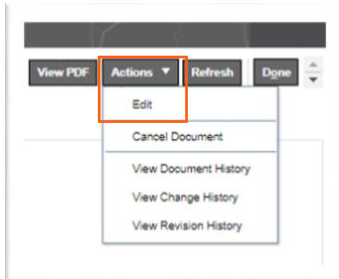 View PDF Actions ▼ Refresh Done
Edit
Cancel Document
View Document History
View Change History
View Revision History